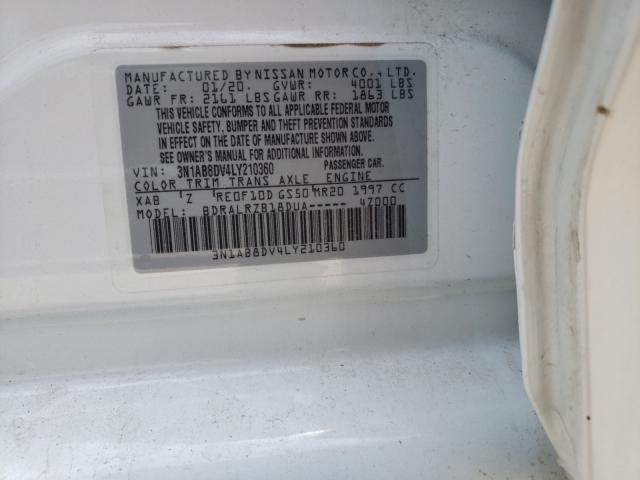 MANUFACTURED BY NISSAN MOTOR CO., LTD.
DATE: 01/20. GVWR: 4001 LBS
GAWR FR: 2161 LBS GAWR RR: 1863 LBS
THIS VEHICLE CONFORMS TO ALL APPLICABLE FEDERAL MOTOR
VEHICLE SAFETY, BUMPER AND THEFT PREVENTION STANDARDS
IN EFFECT ON THE DATE OF MANUFACTURE SHOWN ABOVE.
SEE OWNER'S MANUAL FOR ADDITIONAL INFORMATION.
VIN: 3N1AB8DV4LY210360 PASSENGER CAR.
COLOR TRIM TRANS AXLE ENGINE
XAB Z RE0F10D GS50 MR20 1997 CC
MODEL: BDRALRZB18DUA----- 4Z000
3N1AB8DV4LY210360